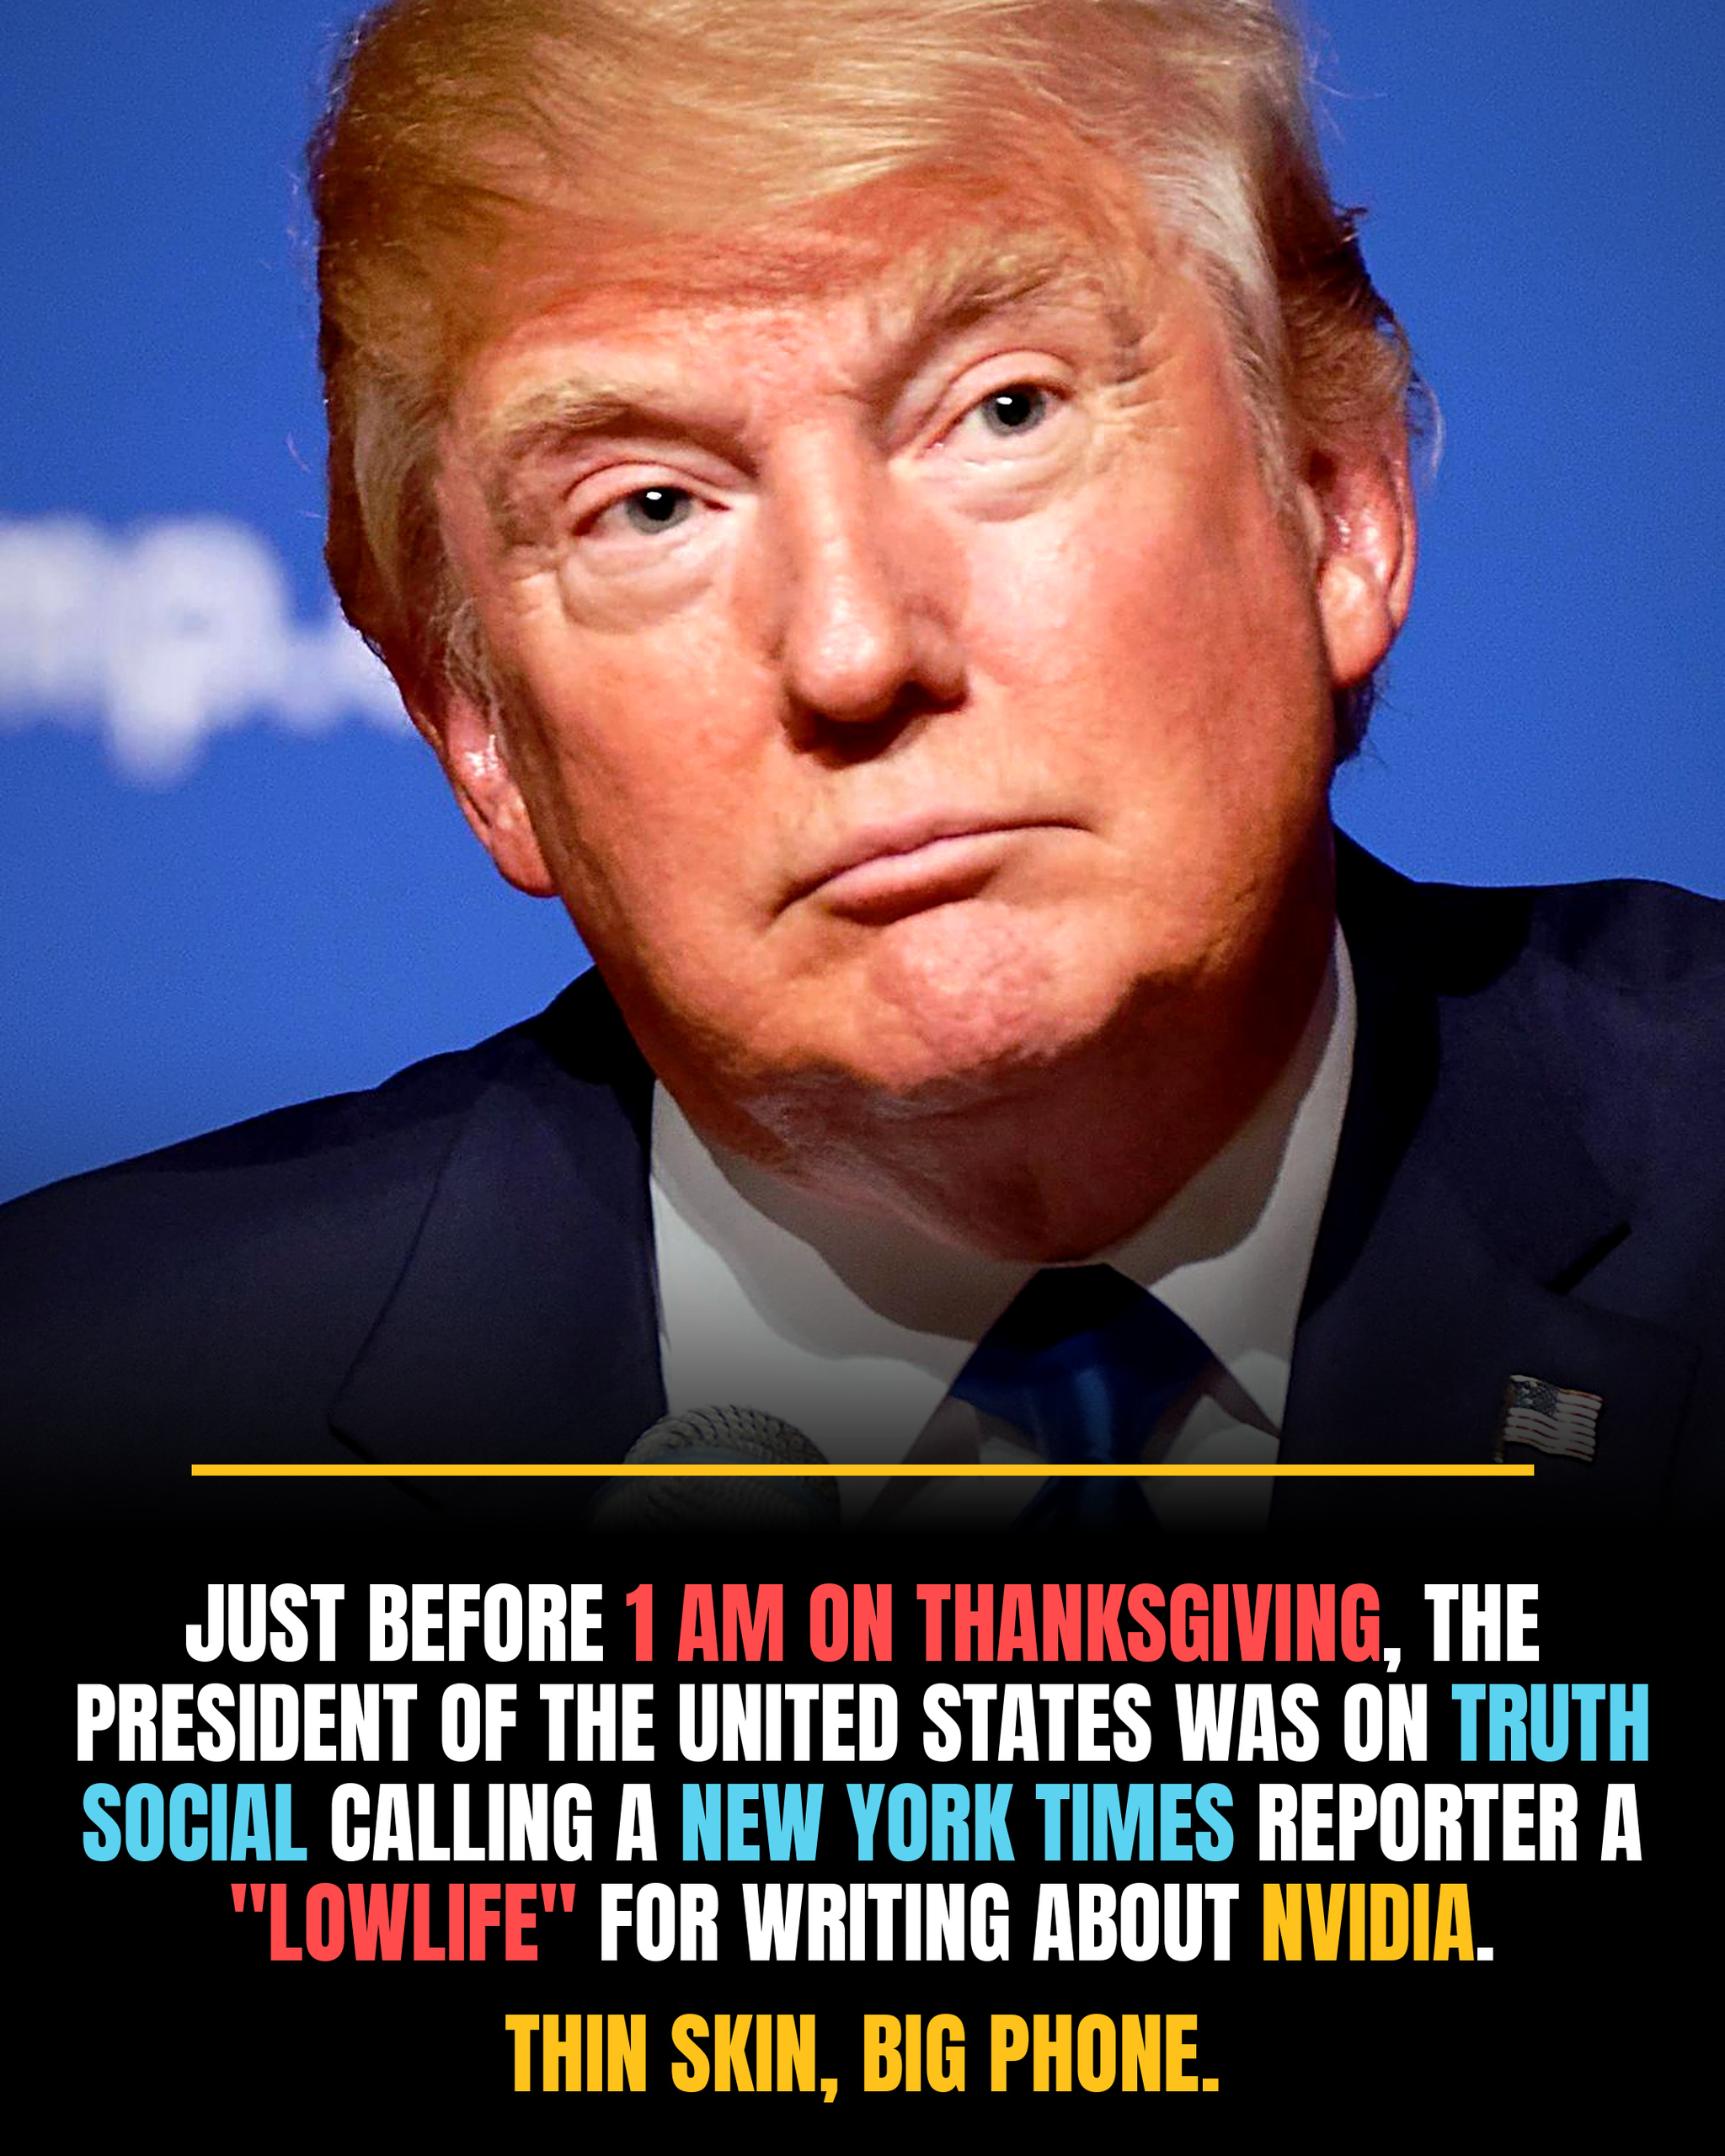 JUST BEFORE 1 AM ON THANKSGIVING, THE
PRESIDENT OF THE UNITED STATES WAS ON TRUTH
SOCIAL CALLING A NEW YORK TIMES REPORTER A
"LOWLIFE" FOR WRITING ABOUT NVIDIA.
THIN SKIN, BIG PHONE.